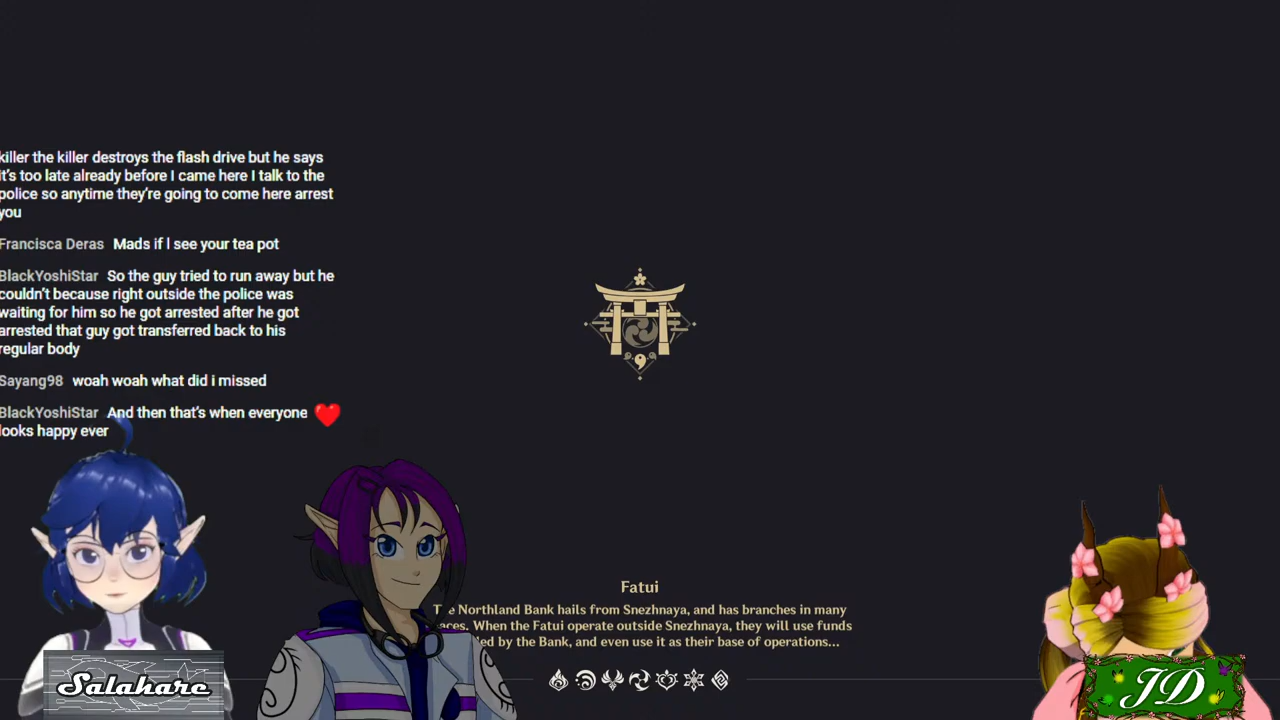 killer the killer destroys the flash drive but he says
it's too late already before I came here I talk to the
police so anytime they're going to come here arrest
you
Francisca Deras Mads if I see your tea pot
BlackYoshiStar So the guy tried to run away but he
couldn't because right outside the police was
waiting for him so he got arrested after he got
arrested that guy got transferred back to his
regular body
Sayang98 woah woah what did i missed
BlackYoshiStar And then that's when everyone
looks happy ever
Fatui
The Northland Bank hails from Snezhnaya, and has branches in many
When the Fatui operate outside Snezhnaya, they will use funds
by the Bank, and even use it as their base of operations...
Salahare
JD